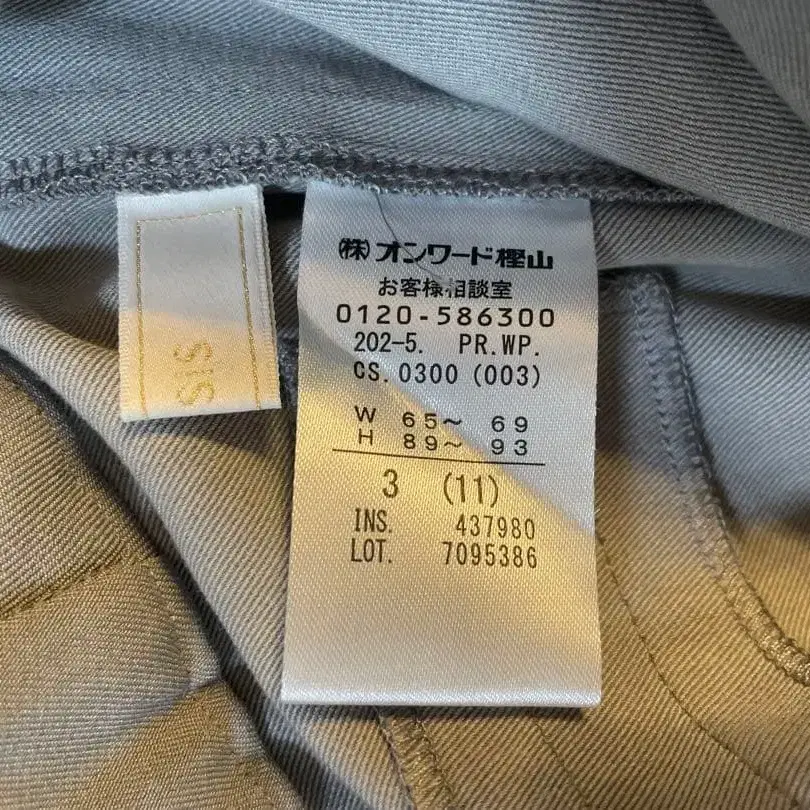 ㈱オンワード樫山
お客様相談室
0120-586300
202-5. PR.WP.
CS.0300(003)
W 65~ 69
H 89~ 93
3 (11)
INS. 437980
LOT. 7095386
SiS